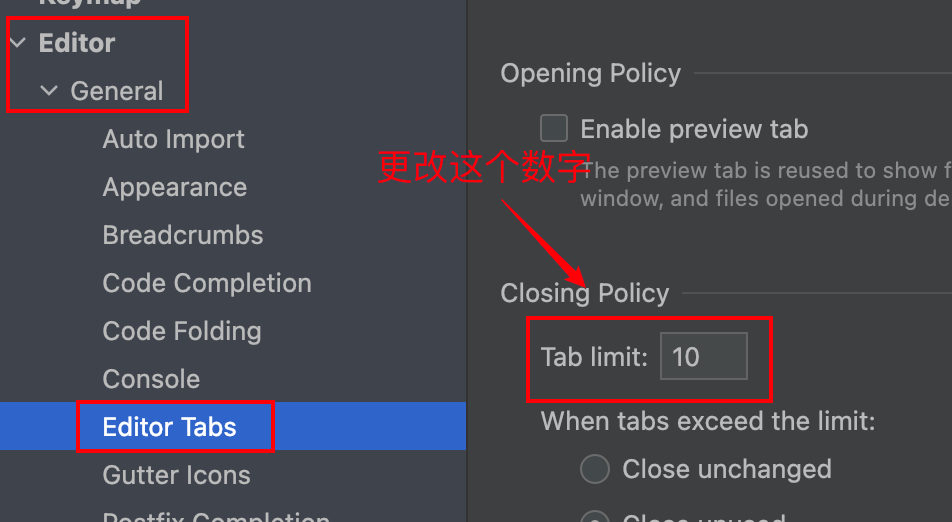 Keymap
Editor
General
Auto Import
Appearance
Breadcrumbs
Code Completion
Code Folding
Console
Editor Tabs
Gutter Icons
Postfix Completion
Opening Policy
Enable preview tab
更改这个数字
The preview tab is reused to show f
window, and files opened during de
Closing Policy
Tab limit: 10
When tabs exceed the limit:
Close unchanged
Close unused